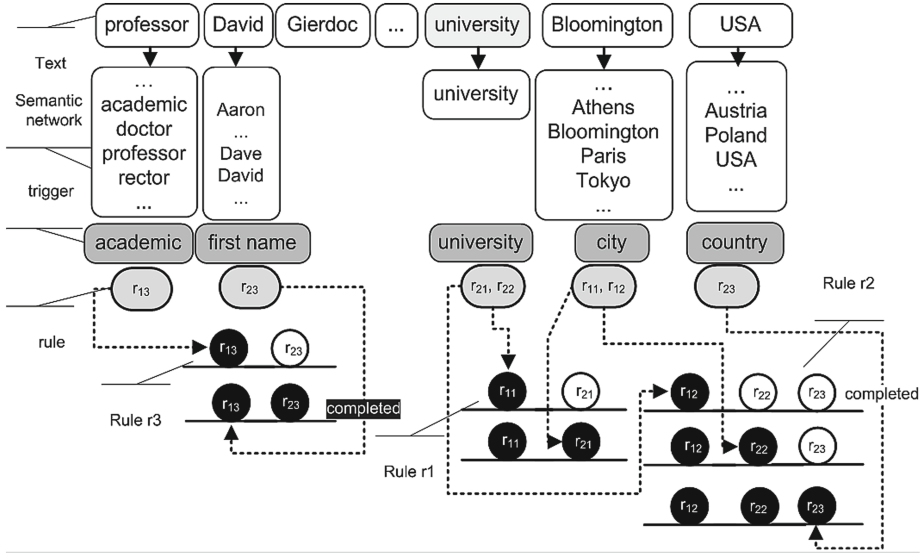 professor David Gierdoc ... university Bloomington USA
Text
Semantic network
trigger
...
academic
doctor
professor
rector
...
Aaron
...
Dave
David
...
university
...
Athens
Bloomington
Paris
Tokyo
...
...
Austria
Poland
USA
...
academic first name university city country
r13 r23 r21, r22 r11, r12 r23
rule
Rule r2
r13 r23
Rule r3
r13 r23 completed
r11 r21
r11 r21
Rule r1
r12 r22 r23 completed
r12 r22 r23
r12 r22 r23